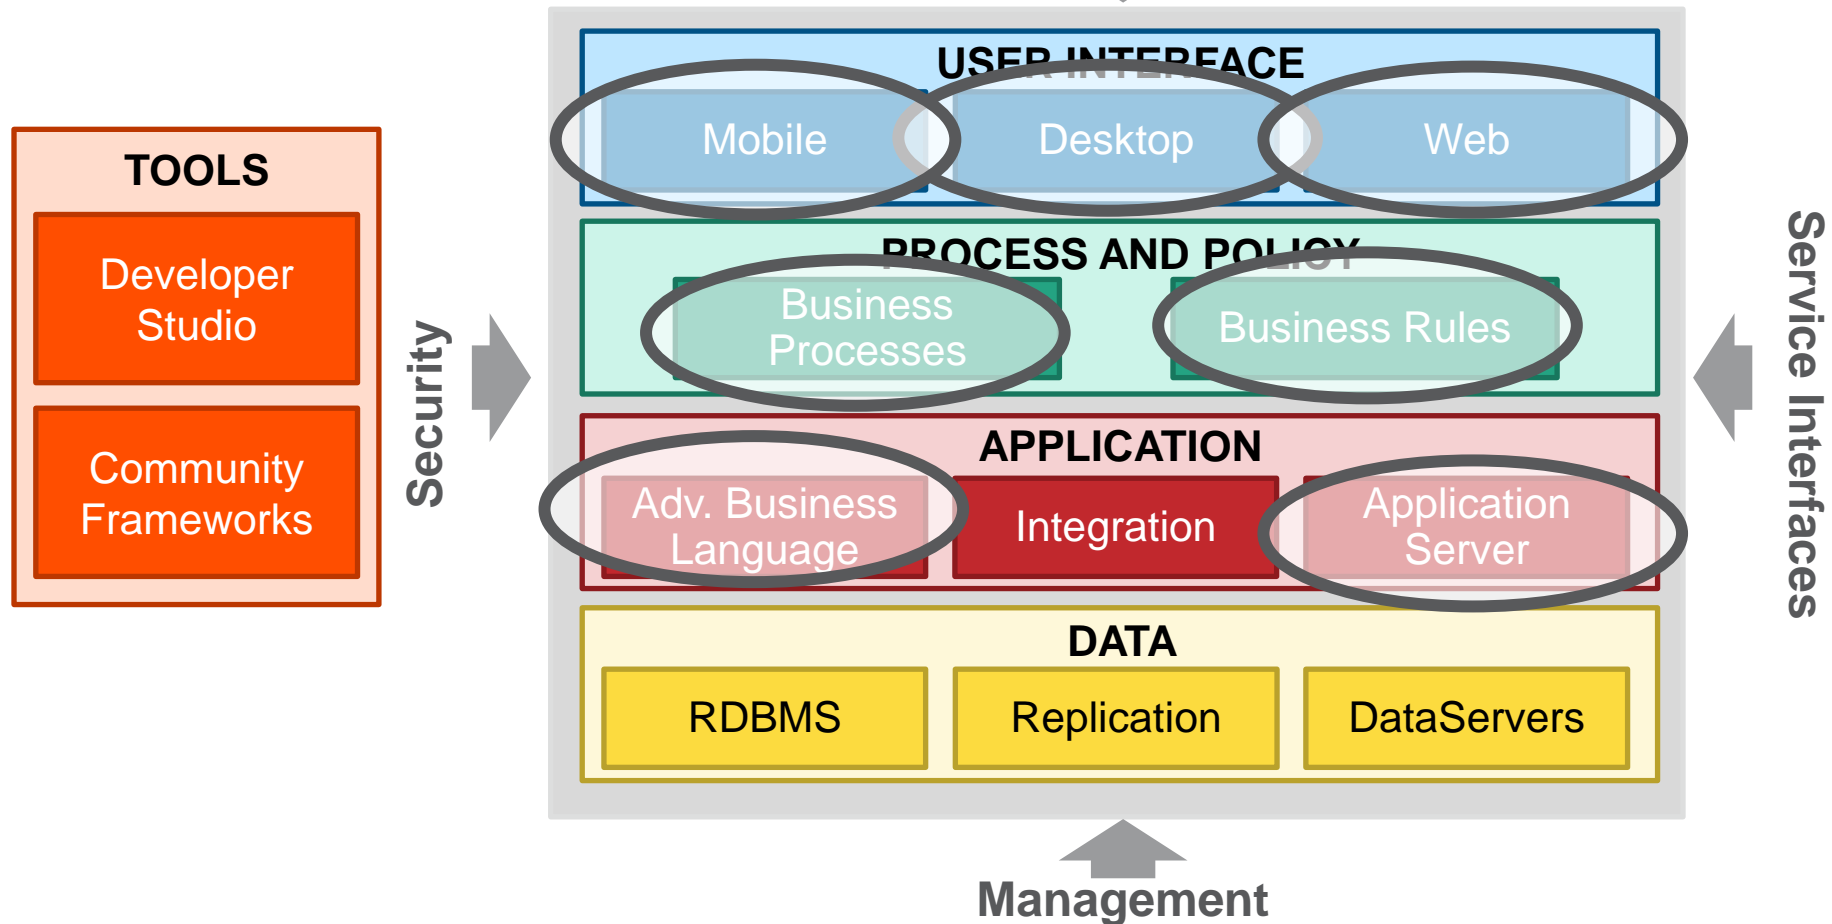 USER INTERFACE
Mobile
Desktop
Web
TOOLS
Developer
Studio
Community
Frameworks
Security
PROCESS AND POLICY
Business
Processes
Business Rules
APPLICATION
Adv. Business
Language
Integration
Application
Server
DATA
RDBMS
Replication
DataServers
Service Interfaces
Management